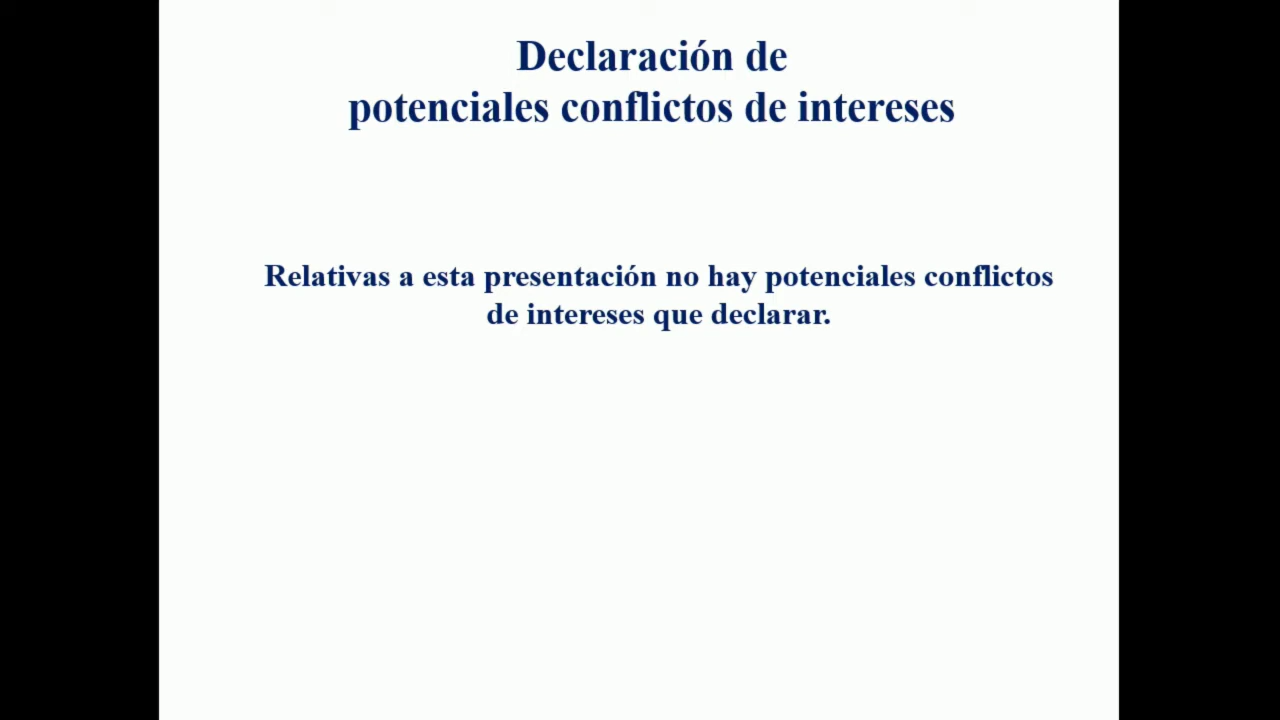 Declaración de
potenciales conflictos de intereses
Relativas a esta presentación no hay potenciales conflictos
de intereses que declarar.